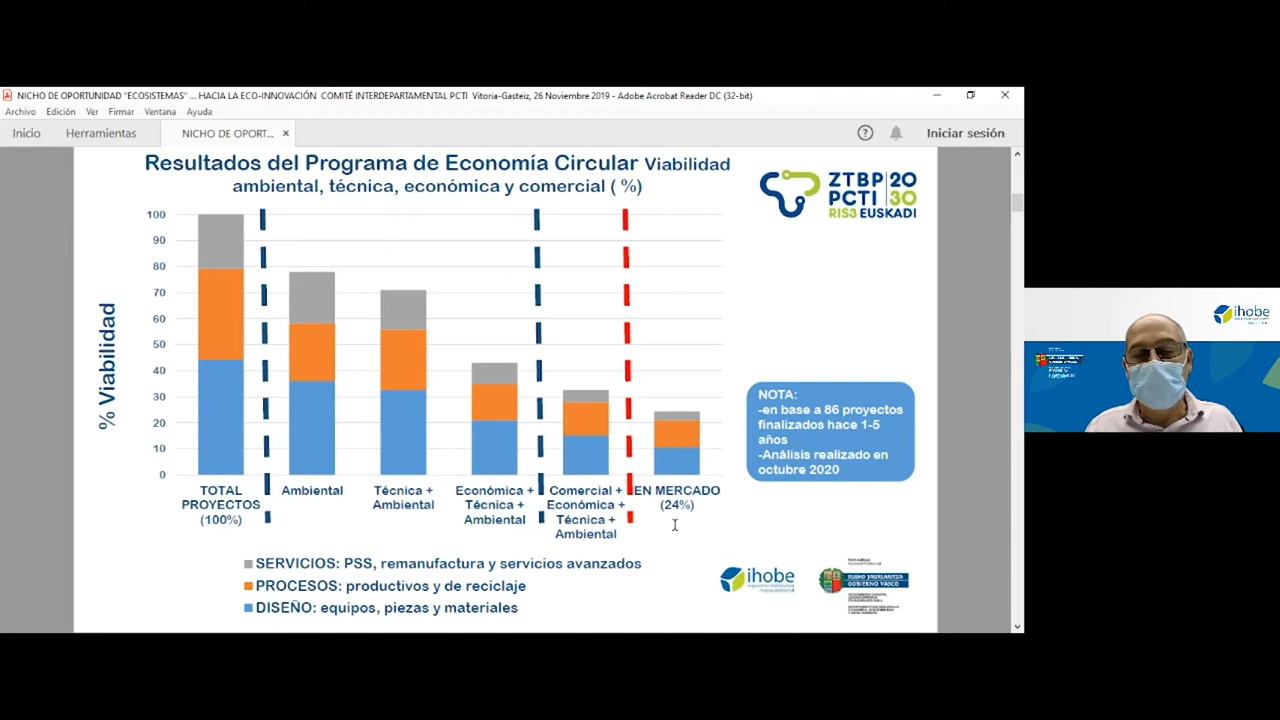 NICHO DE OPORTUNIDAD "ECOSISTEMAS" ... HACIA LA ECO-INNOVACIÓN COMITÉ INTERDEPARTAMENTAL PCTI Vitoria-Gasteiz, 26 Noviembre 2019 - Adobe Acrobat Reader DC (32-bit)
Archivo Edición Ver Firmar Ventana Ayuda
Inicio Herramientas NICHO DE OPORT... × Iniciar sesión
Resultados del Programa de Economía Circular Viabilidad
ambiental, técnica, económica y comercial ( %)
ZTBP 20
PCTI 30
RIS3 EUSKADI
% Viabilidad
100
90
80
70
60
50
40
30
20
10
0
TOTAL
PROYECTOS
(100%)
Ambiental
Técnica +
Ambiental
Económica +
Técnica +
Ambiental
Comercial +
Económica +
Técnica +
Ambiental
EN MERCADO
(24%)
NOTA:
-en base a 86 proyectos
finalizados hace 1-5
años
-Análisis realizado en
octubre 2020
SERVICIOS: PSS, remanufactura y servicios avanzados
PROCESOS: productivos y de reciclaje
DISEÑO: equipos, piezas y materiales
ihobe
EUSKO JAURLARITZA
GOBIERNO VASCO
ihobe